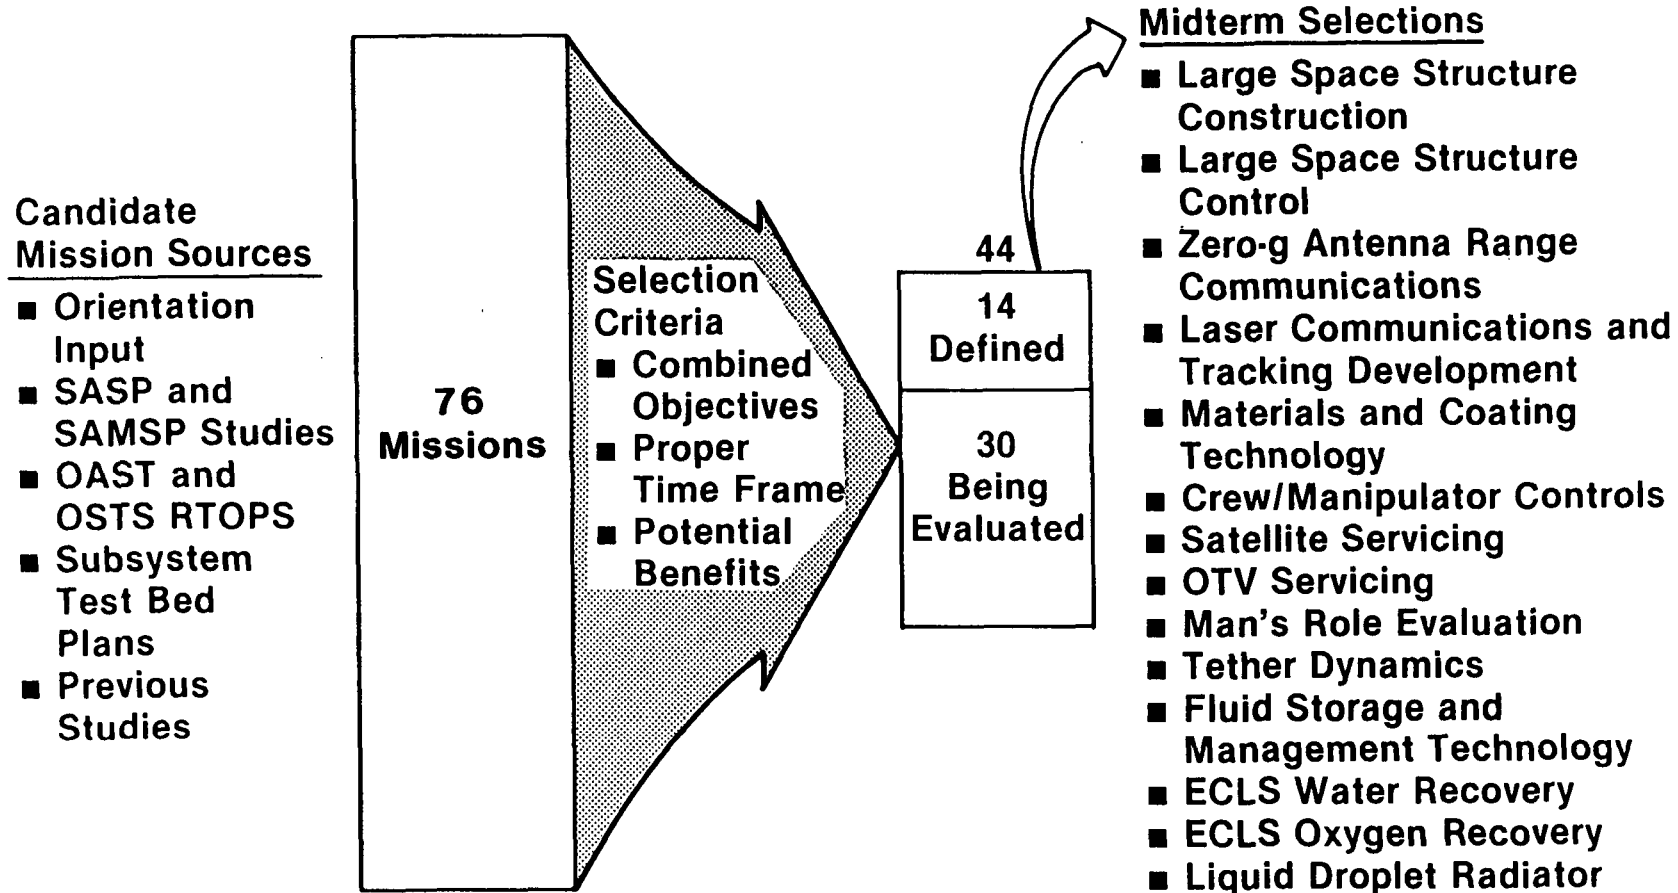 Candidate
Mission Sources
■ Orientation
Input
■ SASP and
SAMSP Studies
■ OAST and
OSTS RTOPS
■ Subsystem
Test Bed
Plans
■ Previous
Studies
76
Missions
Selection
Criteria
■ Combined
Objectives
■ Proper
Time Frame
■ Potential
Benefits
44
14
Defined
30
Being
Evaluated
Midterm Selections
■ Large Space Structure
Construction
■ Large Space Structure
Control
■ Zero-g Antenna Range
Communications
■ Laser Communications and
Tracking Development
■ Materials and Coating
Technology
■ Crew/Manipulator Controls
■ Satellite Servicing
■ OTV Servicing
■ Man's Role Evaluation
■ Tether Dynamics
■ Fluid Storage and
Management Technology
■ ECLS Water Recovery
■ ECLS Oxygen Recovery
■ Liquid Droplet Radiator